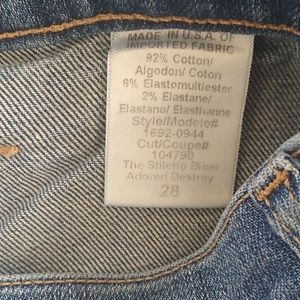 MADE IN U.S.A. OF
IMPORTED FABRIC
92% Cotton/
Algodon/ Coton
6% Elastomultiester
2% Elastane/
Elastano/ Elasthanne
Style/Modele#
1692-0944
Cut/Coupe#
104790
The Stiletto Biker
Adored Destroy
28